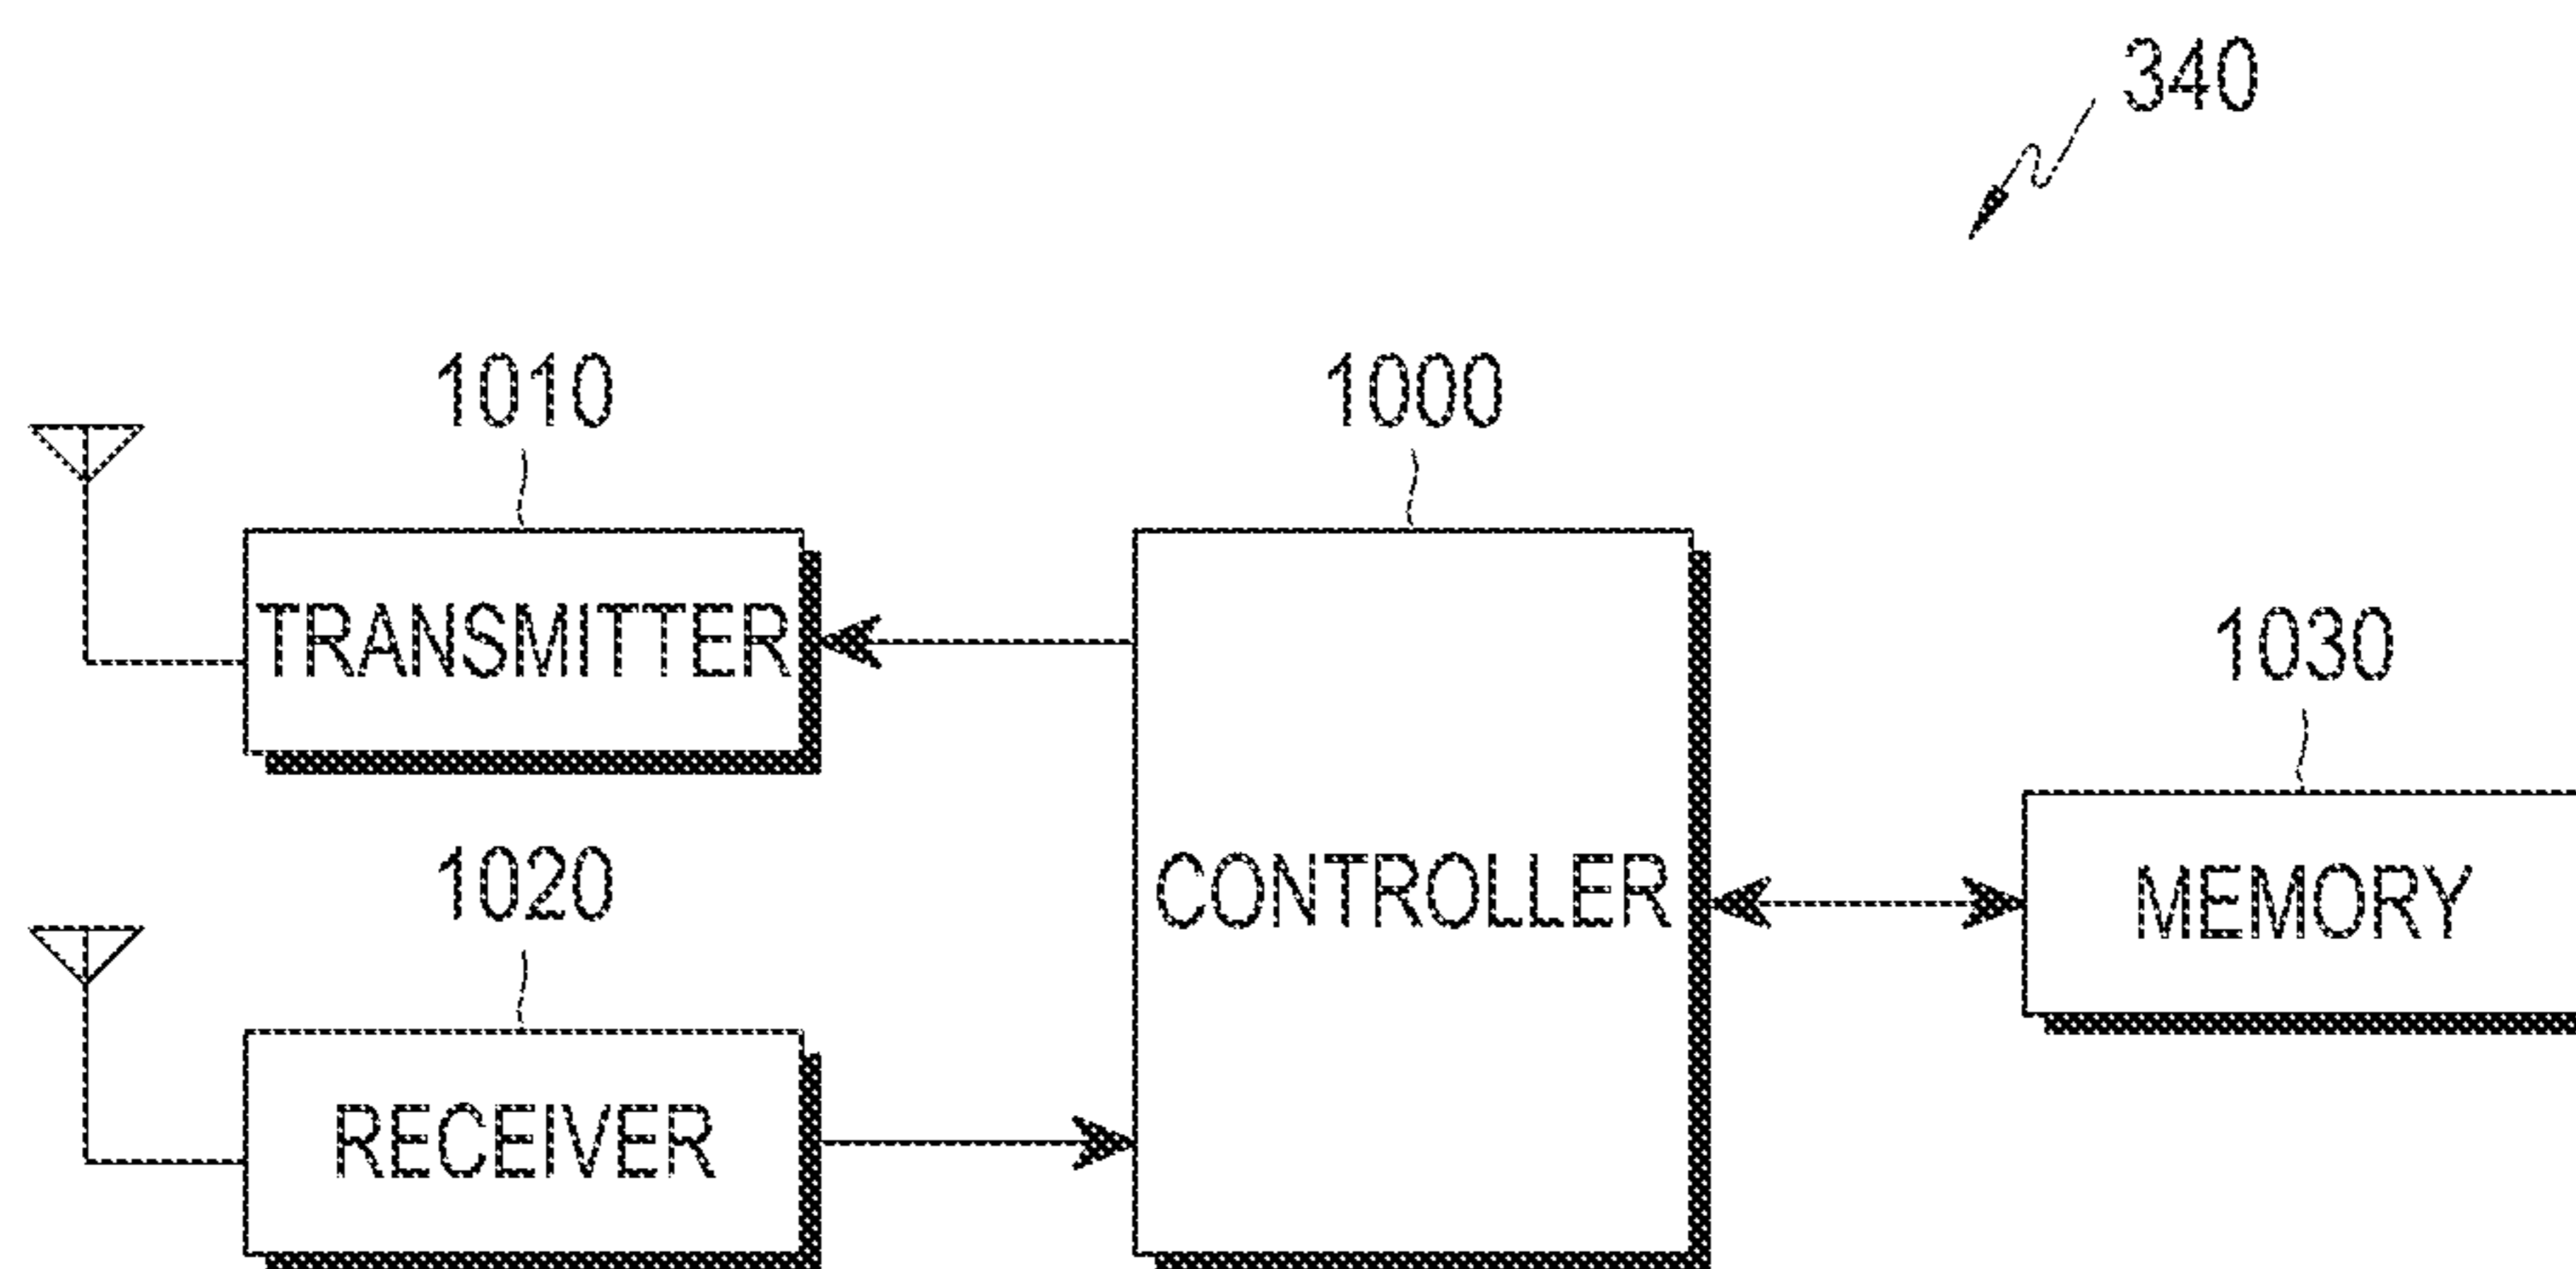 340
1010
1000
TRANSMITTER
1030
1020
CONTROLLER
MEMORY
RECEIVER